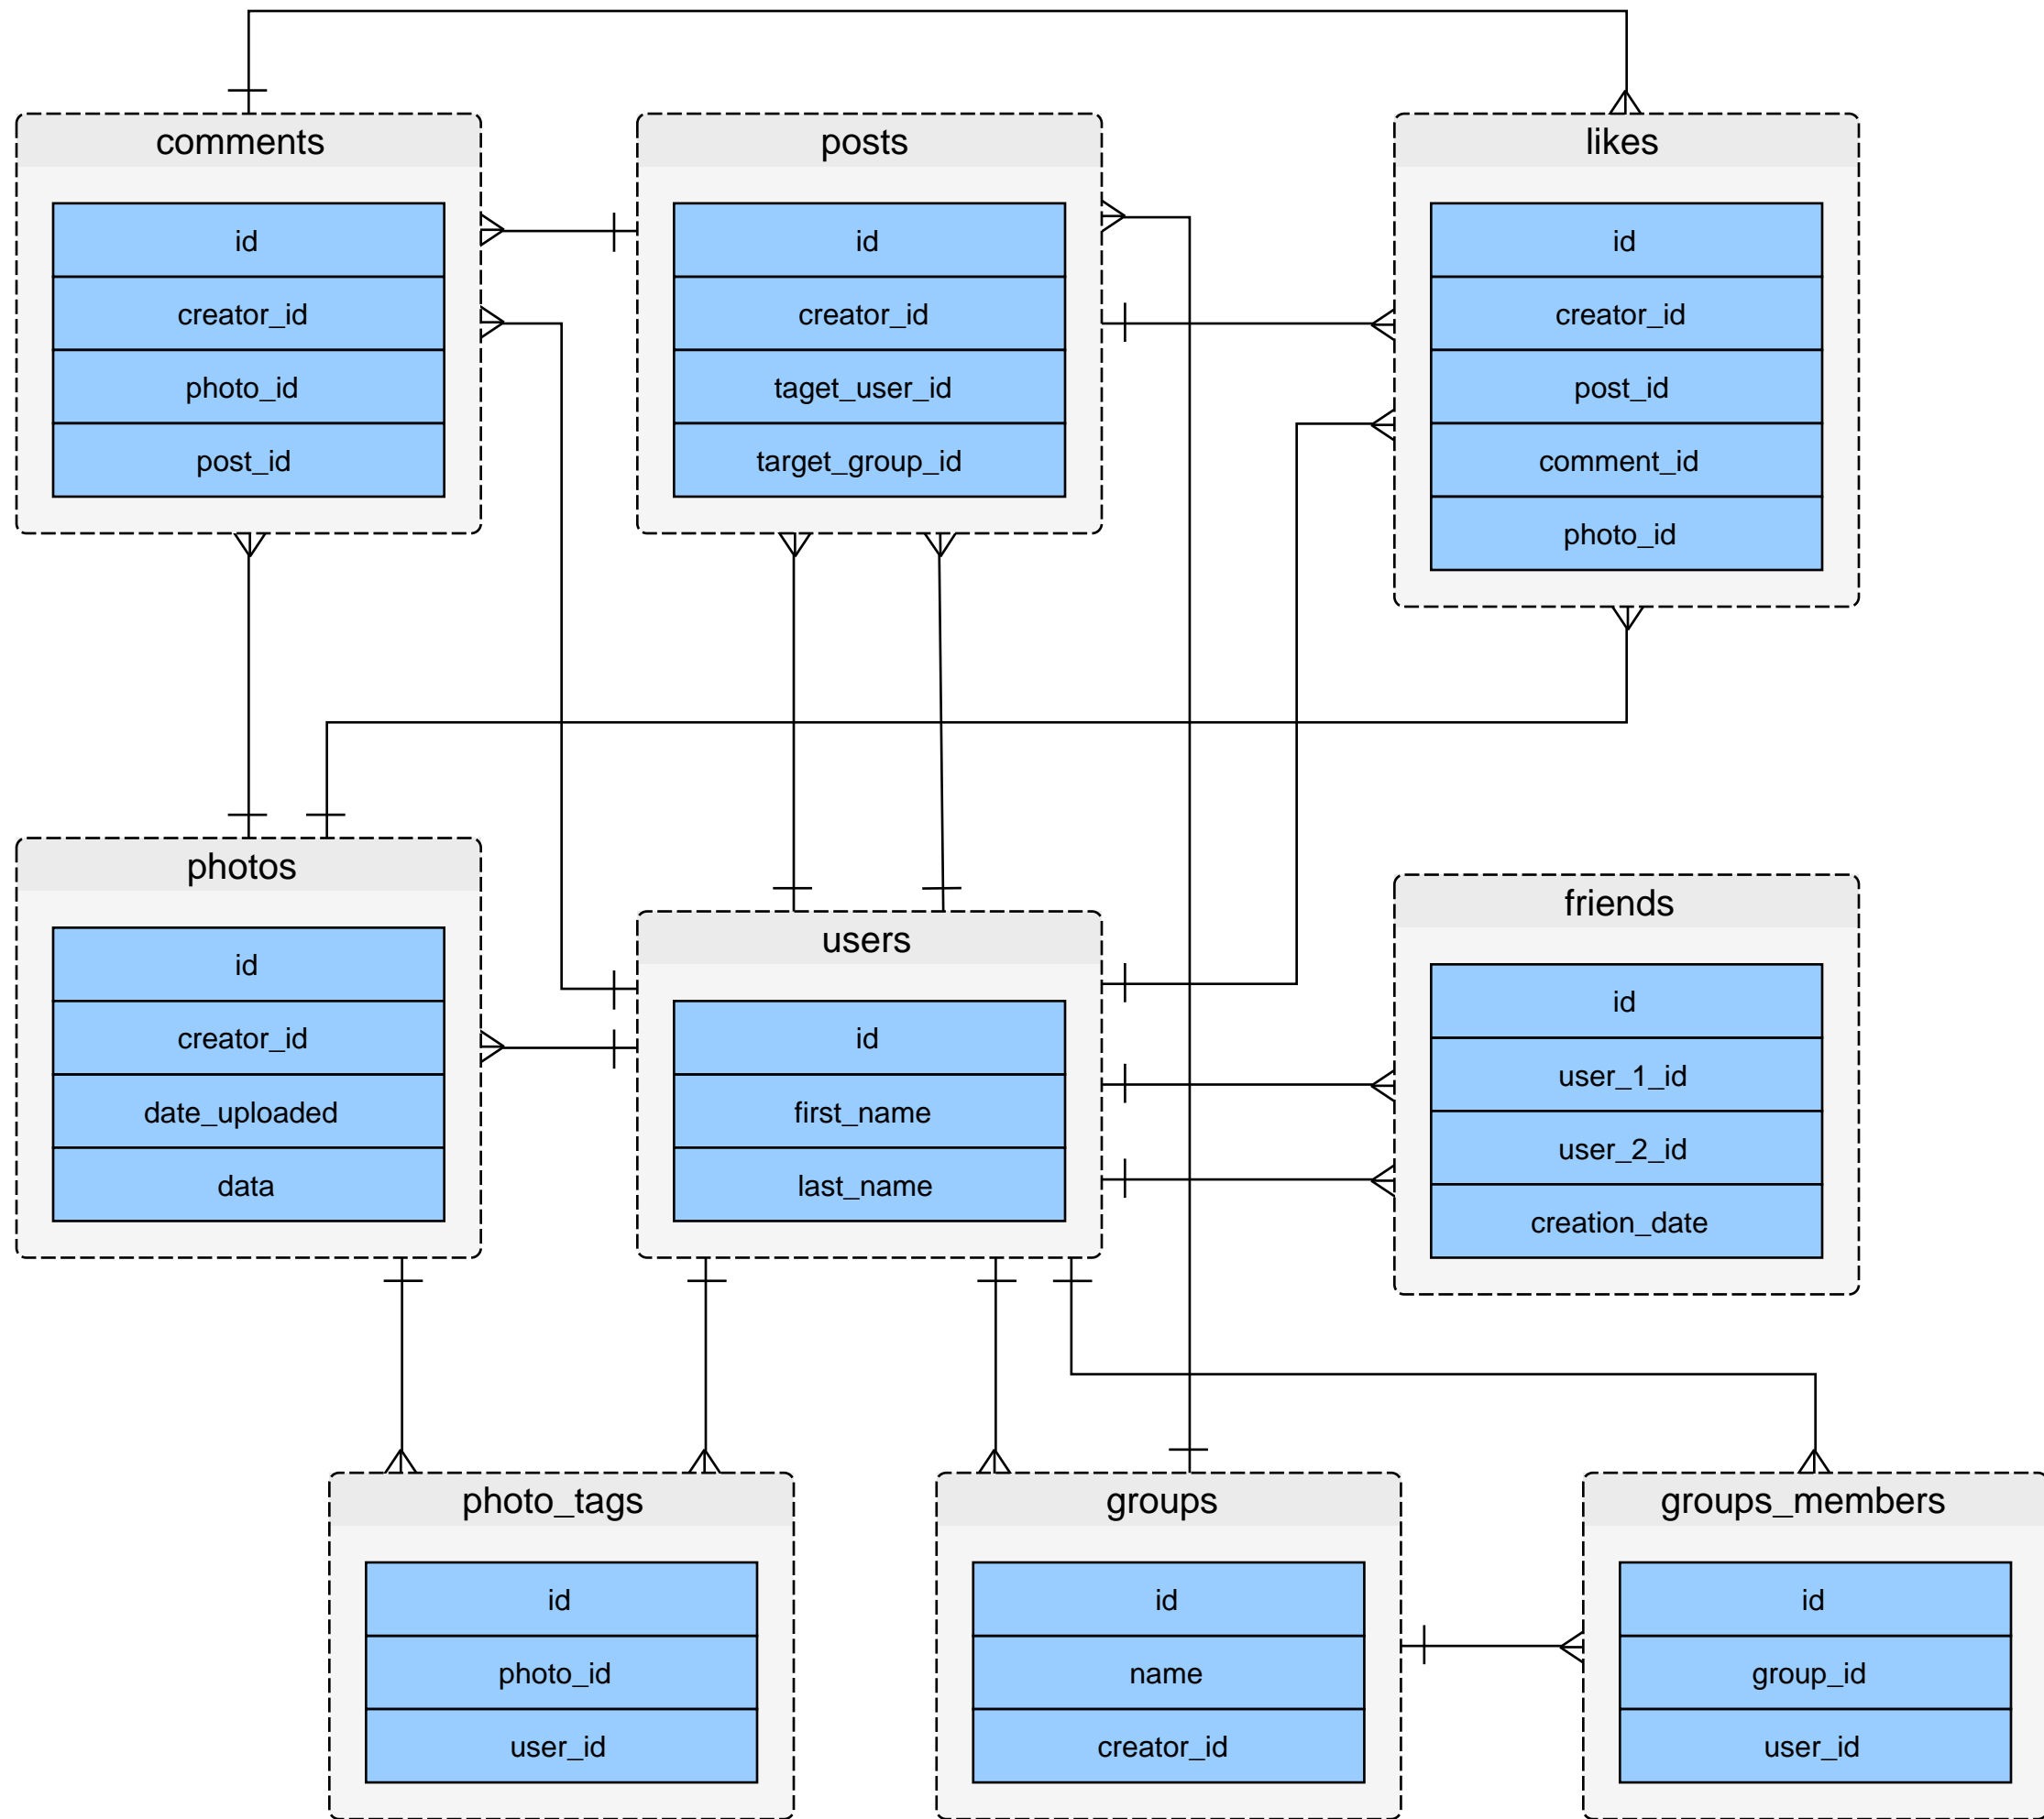 comments
id
creator_id
photo_id
post_id
posts
id
creator_id
taget_user_id
target_group_id
likes
id
creator_id
post_id
comment_id
photo_id
photos
id
creator_id
date_uploaded
data
users
id
first_name
last_name
friends
id
user_1_id
user_2_id
creation_date
photo_tags
id
photo_id
user_id
groups
id
name
creator_id
groups_members
id
group_id
user_id